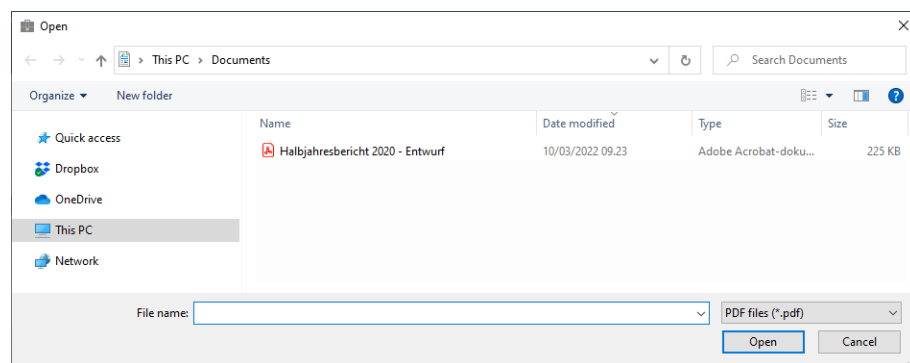 Open
This PC › Documents
Search Documents
Organize
New folder
Name
Date modified
Type
Size
Quick access
Halbjahresbericht 2020 - Entwurf
10/03/2022 09.23
Adobe Acrobat-doku...
225 KB
Dropbox
OneDrive
This PC
Network
File name:
PDF files (*.pdf)
Open
Cancel